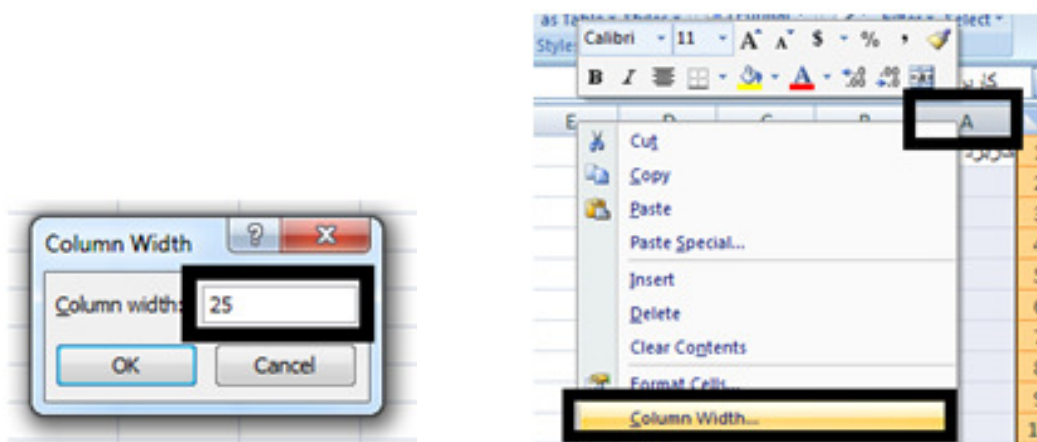 Column Width
Column width:
25
OK
Cancel
Calibri 11 A A $ % ,
B I A
E D C B A
Cut
Copy
Paste
Paste Special...
Insert
Delete
Clear Contents
Format Cells...
Column Width...